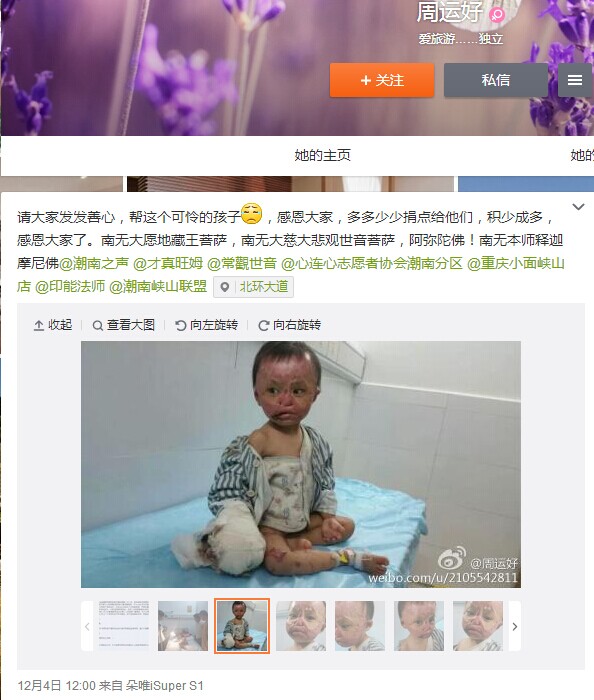 周运好
爱旅游......独立
+ 关注
私信
她的主页
她的
请大家发发善心，帮这个可怜的孩子，感恩大家，多多少少捐点给他们，积少成多，
感恩大家了。南无大愿地藏王菩萨，南无大慈大悲观世音菩萨，阿弥陀佛！南无本师释迦
摩尼佛@潮南之声 @才真旺姆 @常觀世音 @心连心志愿者协会潮南分区 @重庆小面峡山
店 @印能法师 @潮南峡山联盟 北环大道
收起 查看大图 向左旋转 向右旋转
@周运好
weibo.com/u/2105542811
12月4日 12:00 来自 朵唯iSuper S1